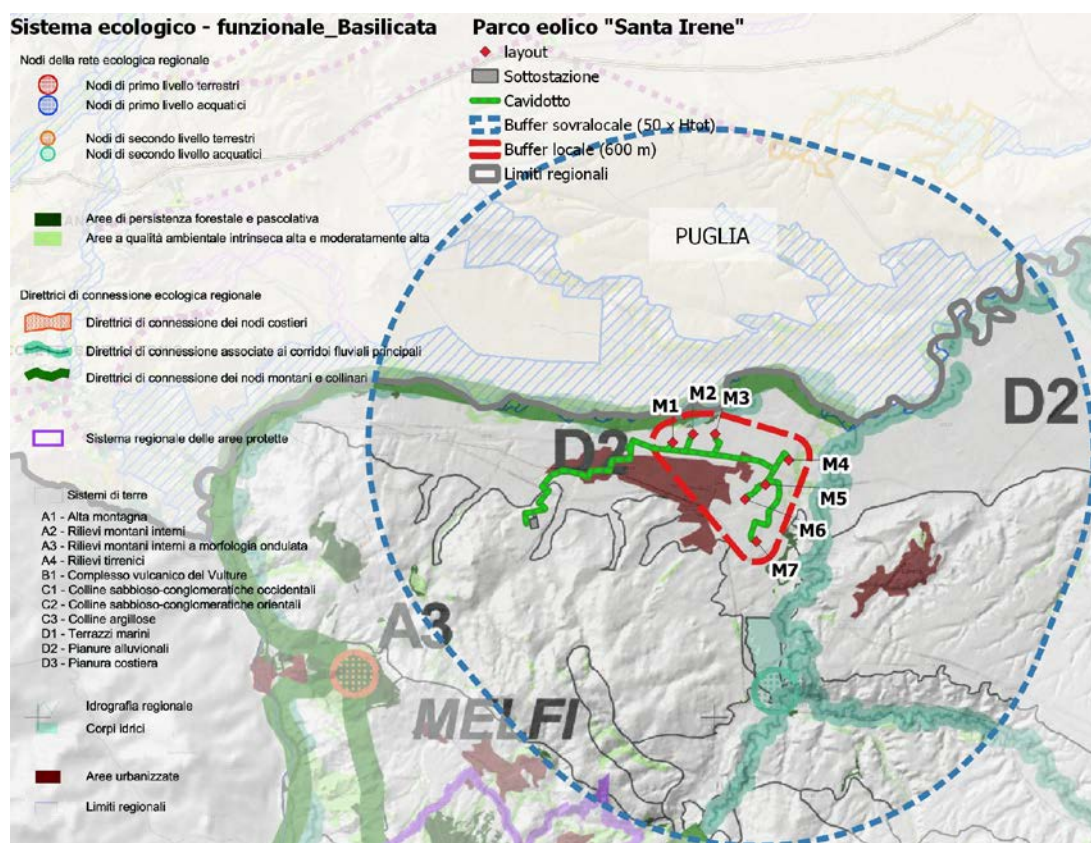 Sistema ecologico - funzionale_Basilicata
Nodi della rete ecologica regionale
Nodi di primo livello terrestri
Nodi di primo livello acquatici
Nodi di secondo livello terrestri
Nodi di secondo livello acquatici
Aree di persistenza forestale e pascolativa
Aree a qualità ambientale intrinseca alta e moderatamente alta
Direttrici di connessione ecologica regionale
Direttrici di connessione dei nodi costieri
Direttrici di connessione associate ai corridoi fluviali principali
Direttrici di connessione dei nodi montani e collinari
Sistema regionale delle aree protette
Sistemi di terre
A1 - Alta montagna
A2 - Rilievi montani interni
A3 - Rilievi montani interni a morfologia ondulata
A4 - Rilievi tirrenici
B1 - Complesso vulcanico del Vulture
C1 - Colline sabbioso-conglomeratiche occidentali
C2 - Colline sabbioso-conglomeratiche orientali
C3 - Colline argillose
D1 - Terrazzi marini
D2 - Pianure alluvionali
D3 - Pianura costiera
Idrografia regionale
Corpi idrici
Aree urbanizzate
Limiti regionali
Parco eolico "Santa Irene"
layout
Sottostazione
Cavidotto
Buffer sovralocale (50 x Htot)
Buffer locale (600 m)
Limiti regionali
PUGLIA
D2
M1
M2
M3
D2
M4
M5
M6
M7
A3
MELFI